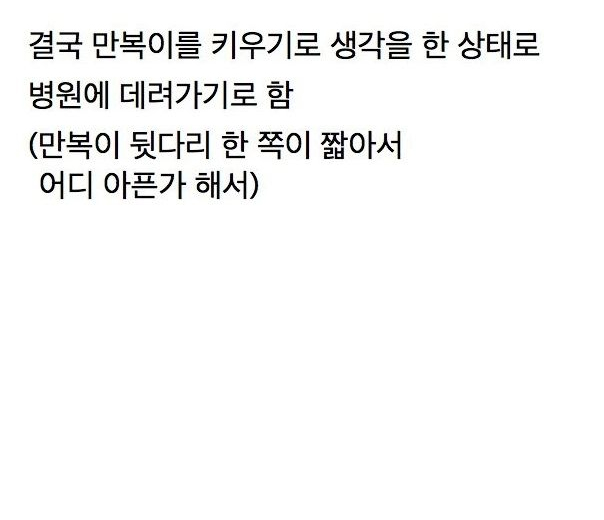 결국 만복이를 키우기로 생각을 한 상태로
병원에 데려가기로 함
(만복이 뒷다리 한 쪽이 짧아서
어디 아픈가 해서)